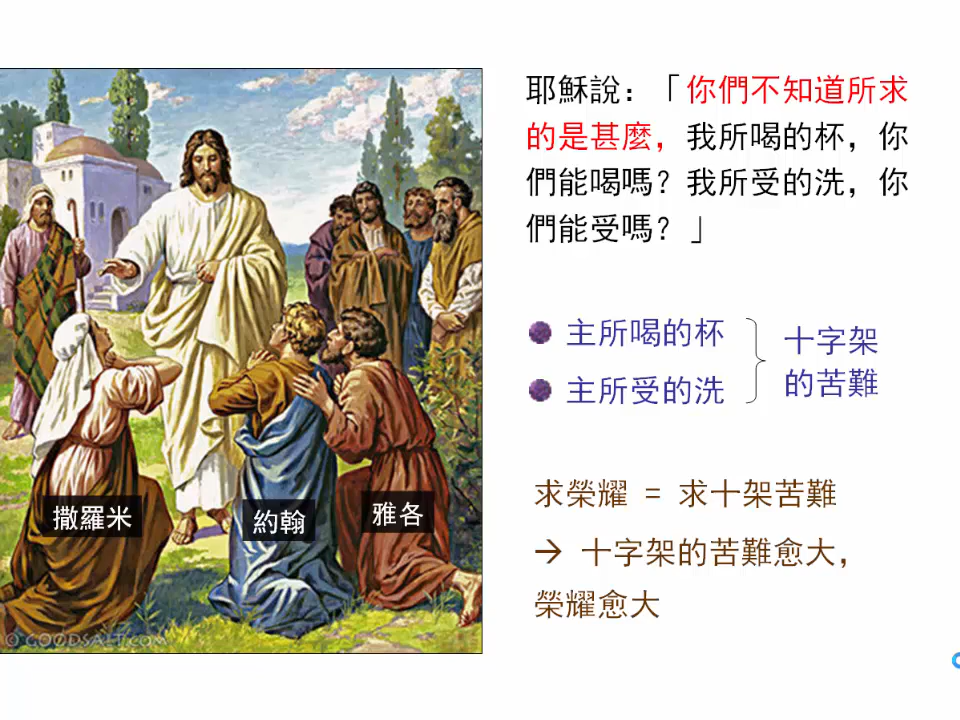 耶穌說：「你們不知道所求
的是甚麼，我所喝的杯，你
們能喝嗎？我所受的洗，你
們能受嗎？」
主所喝的杯
主所受的洗
十字架
的苦難
求榮耀 = 求十架苦難
→ 十字架的苦難愈大，
榮耀愈大
撒羅米
約翰
雅各
© GOODSALT.com